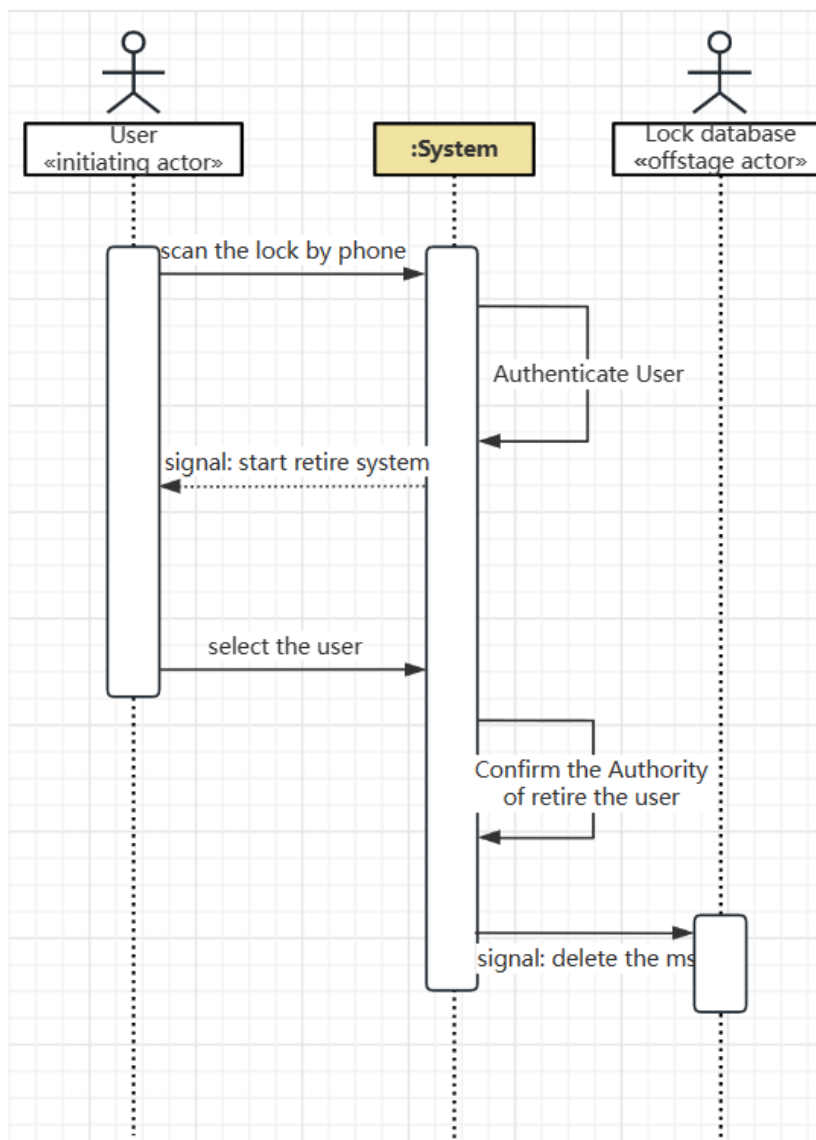 User
«initiating actor»
:System
Lock database
«offstage actor»
scan the lock by phone
Authenticate User
signal: start retire system
select the user
Confirm the Authority
of retire the user
signal: delete the ms